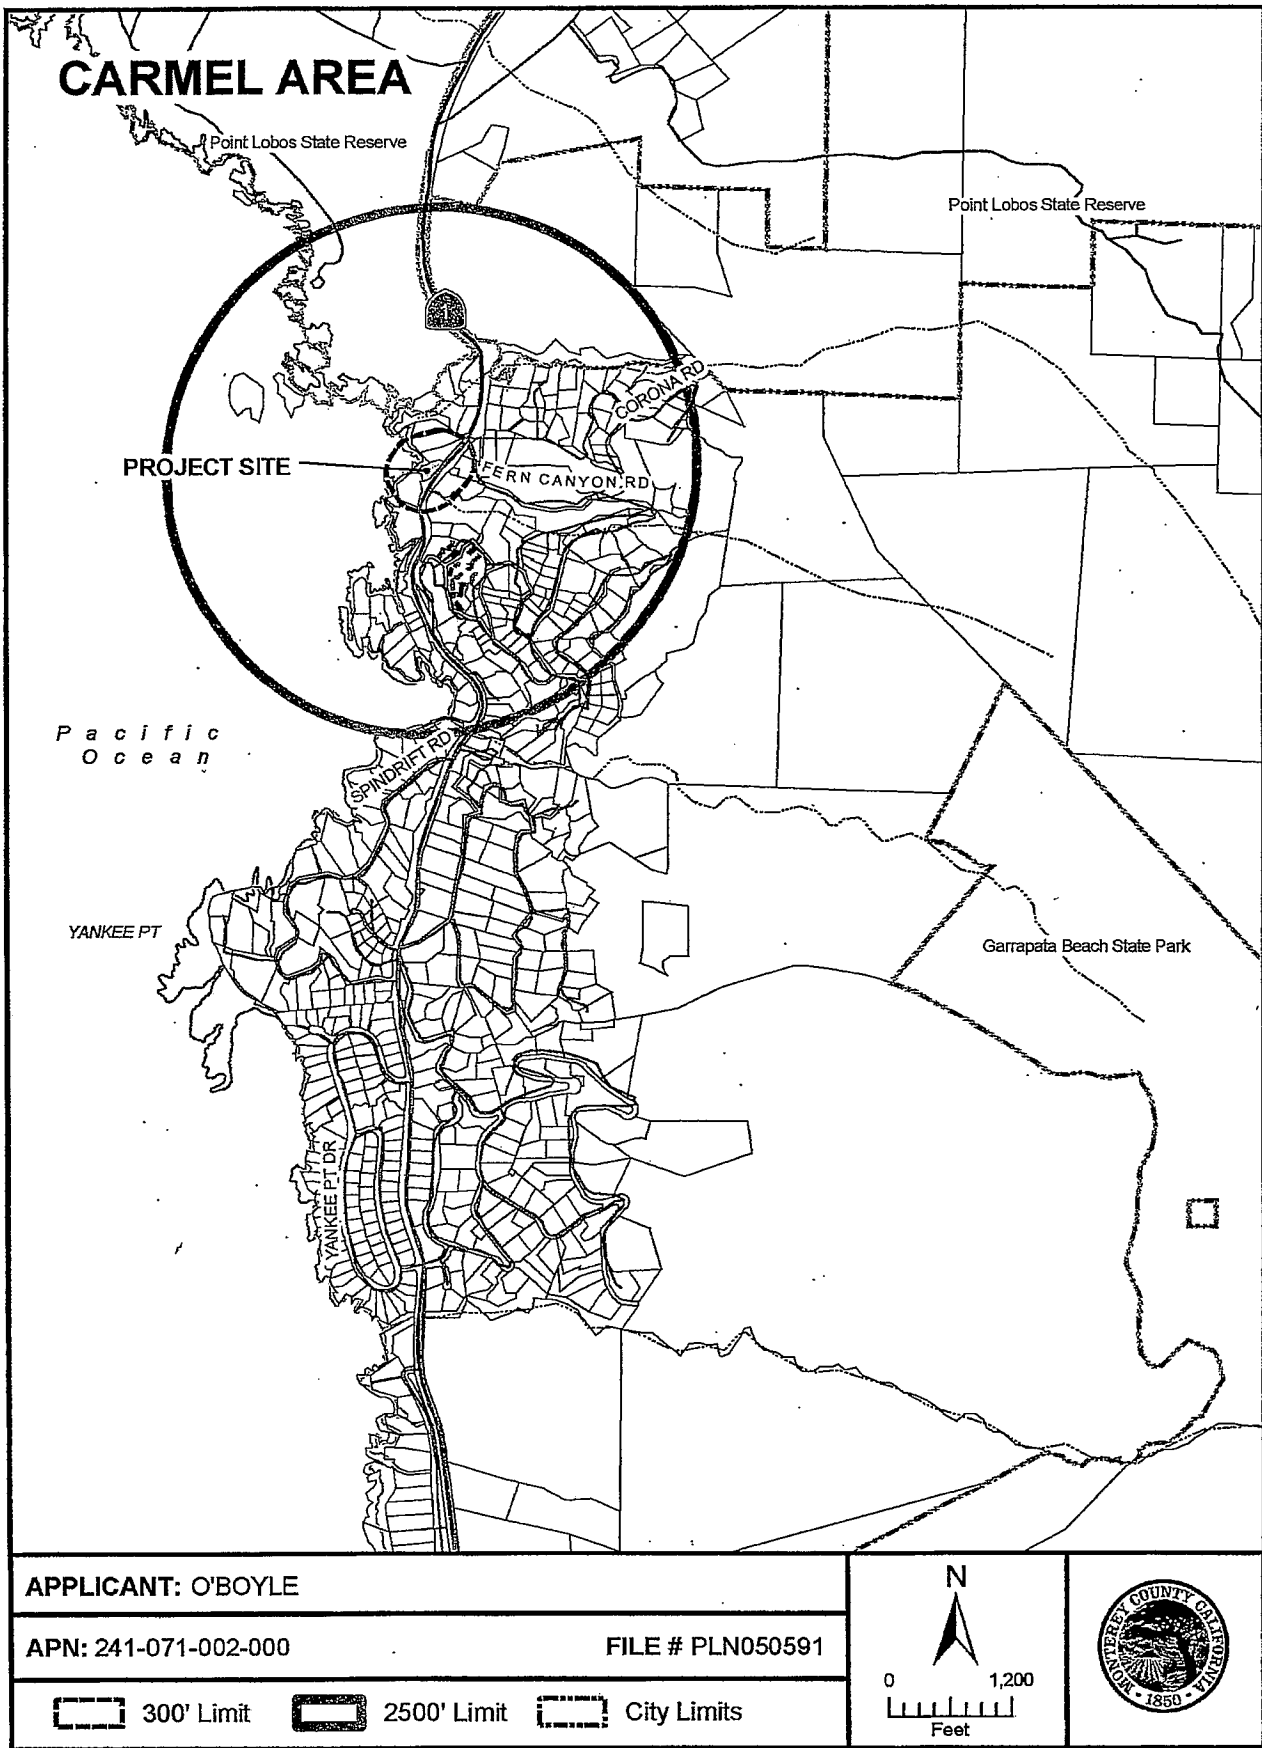 CARMEL AREA
Point Lobos State Reserve
Point Lobos State Reserve
1
CORONA RD
PROJECT SITE
FERN CANYON RD
Pacific
Ocean
SPINDRIFT RD
YANKEE PT
Garrapata Beach State Park
YANKEE PT DR
APPLICANT: O'BOYLE
APN: 241-071-002-000
FILE # PLN050591
300' Limit
2500' Limit
City Limits
N
0 1,200
Feet
MONTEREY COUNTY CALIFORNIA
1850